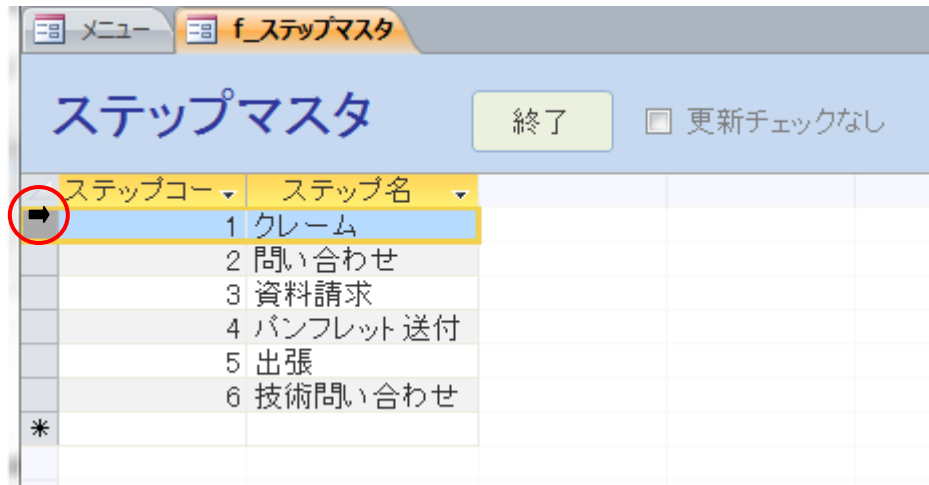 メニュー f_ステップマスタ
ステップマスタ 終了 更新チェックなし
ステップコー ステップ名
1 クレーム
2 問い合わせ
3 資料請求
4 パンフレット送付
5 出張
6 技術問い合わせ
*